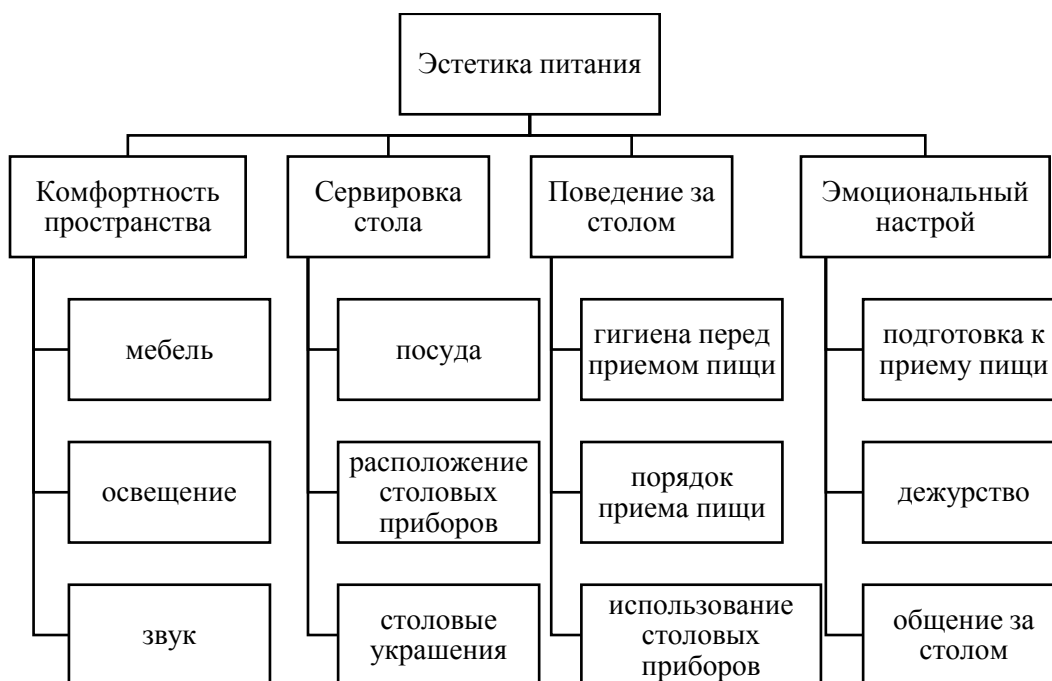 Эстетика питания
Комфортность
пространства
Сервировка
стола
Поведение за
столом
Эмоциональный
настрой
мебель
посуда
гигиена перед
приемом пищи
подготовка к
приему пищи
освещение
расположение
столовых
приборов
порядок
приема пищи
дежурство
звук
столовые
украшения
использование
столовых
приборов
общение за
столом